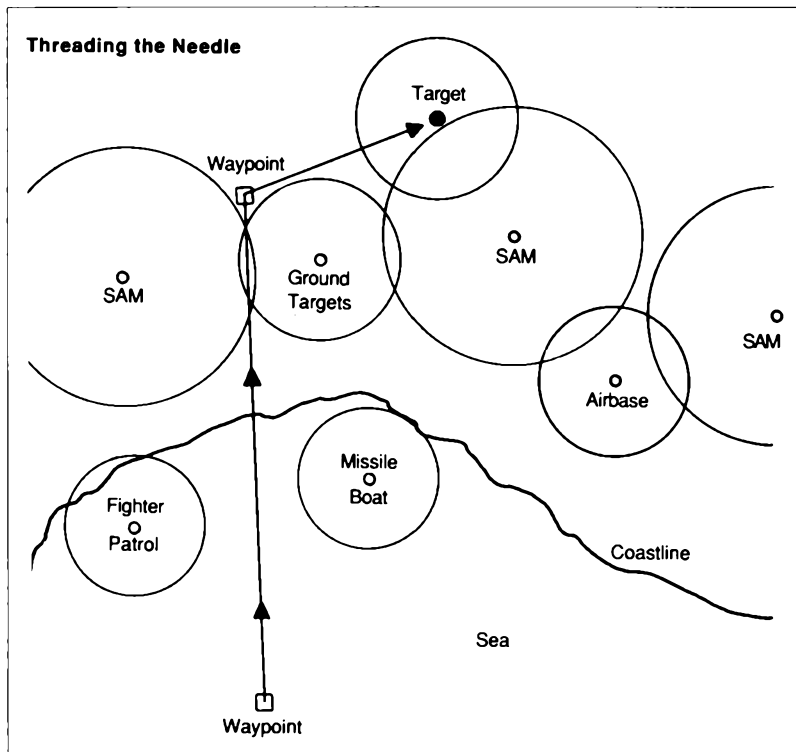 Threading the Needle
Target
Waypoint
SAM
Ground
Targets
SAM
SAM
Airbase
Missile
Boat
Fighter
Patrol
Coastline
Sea
Waypoint